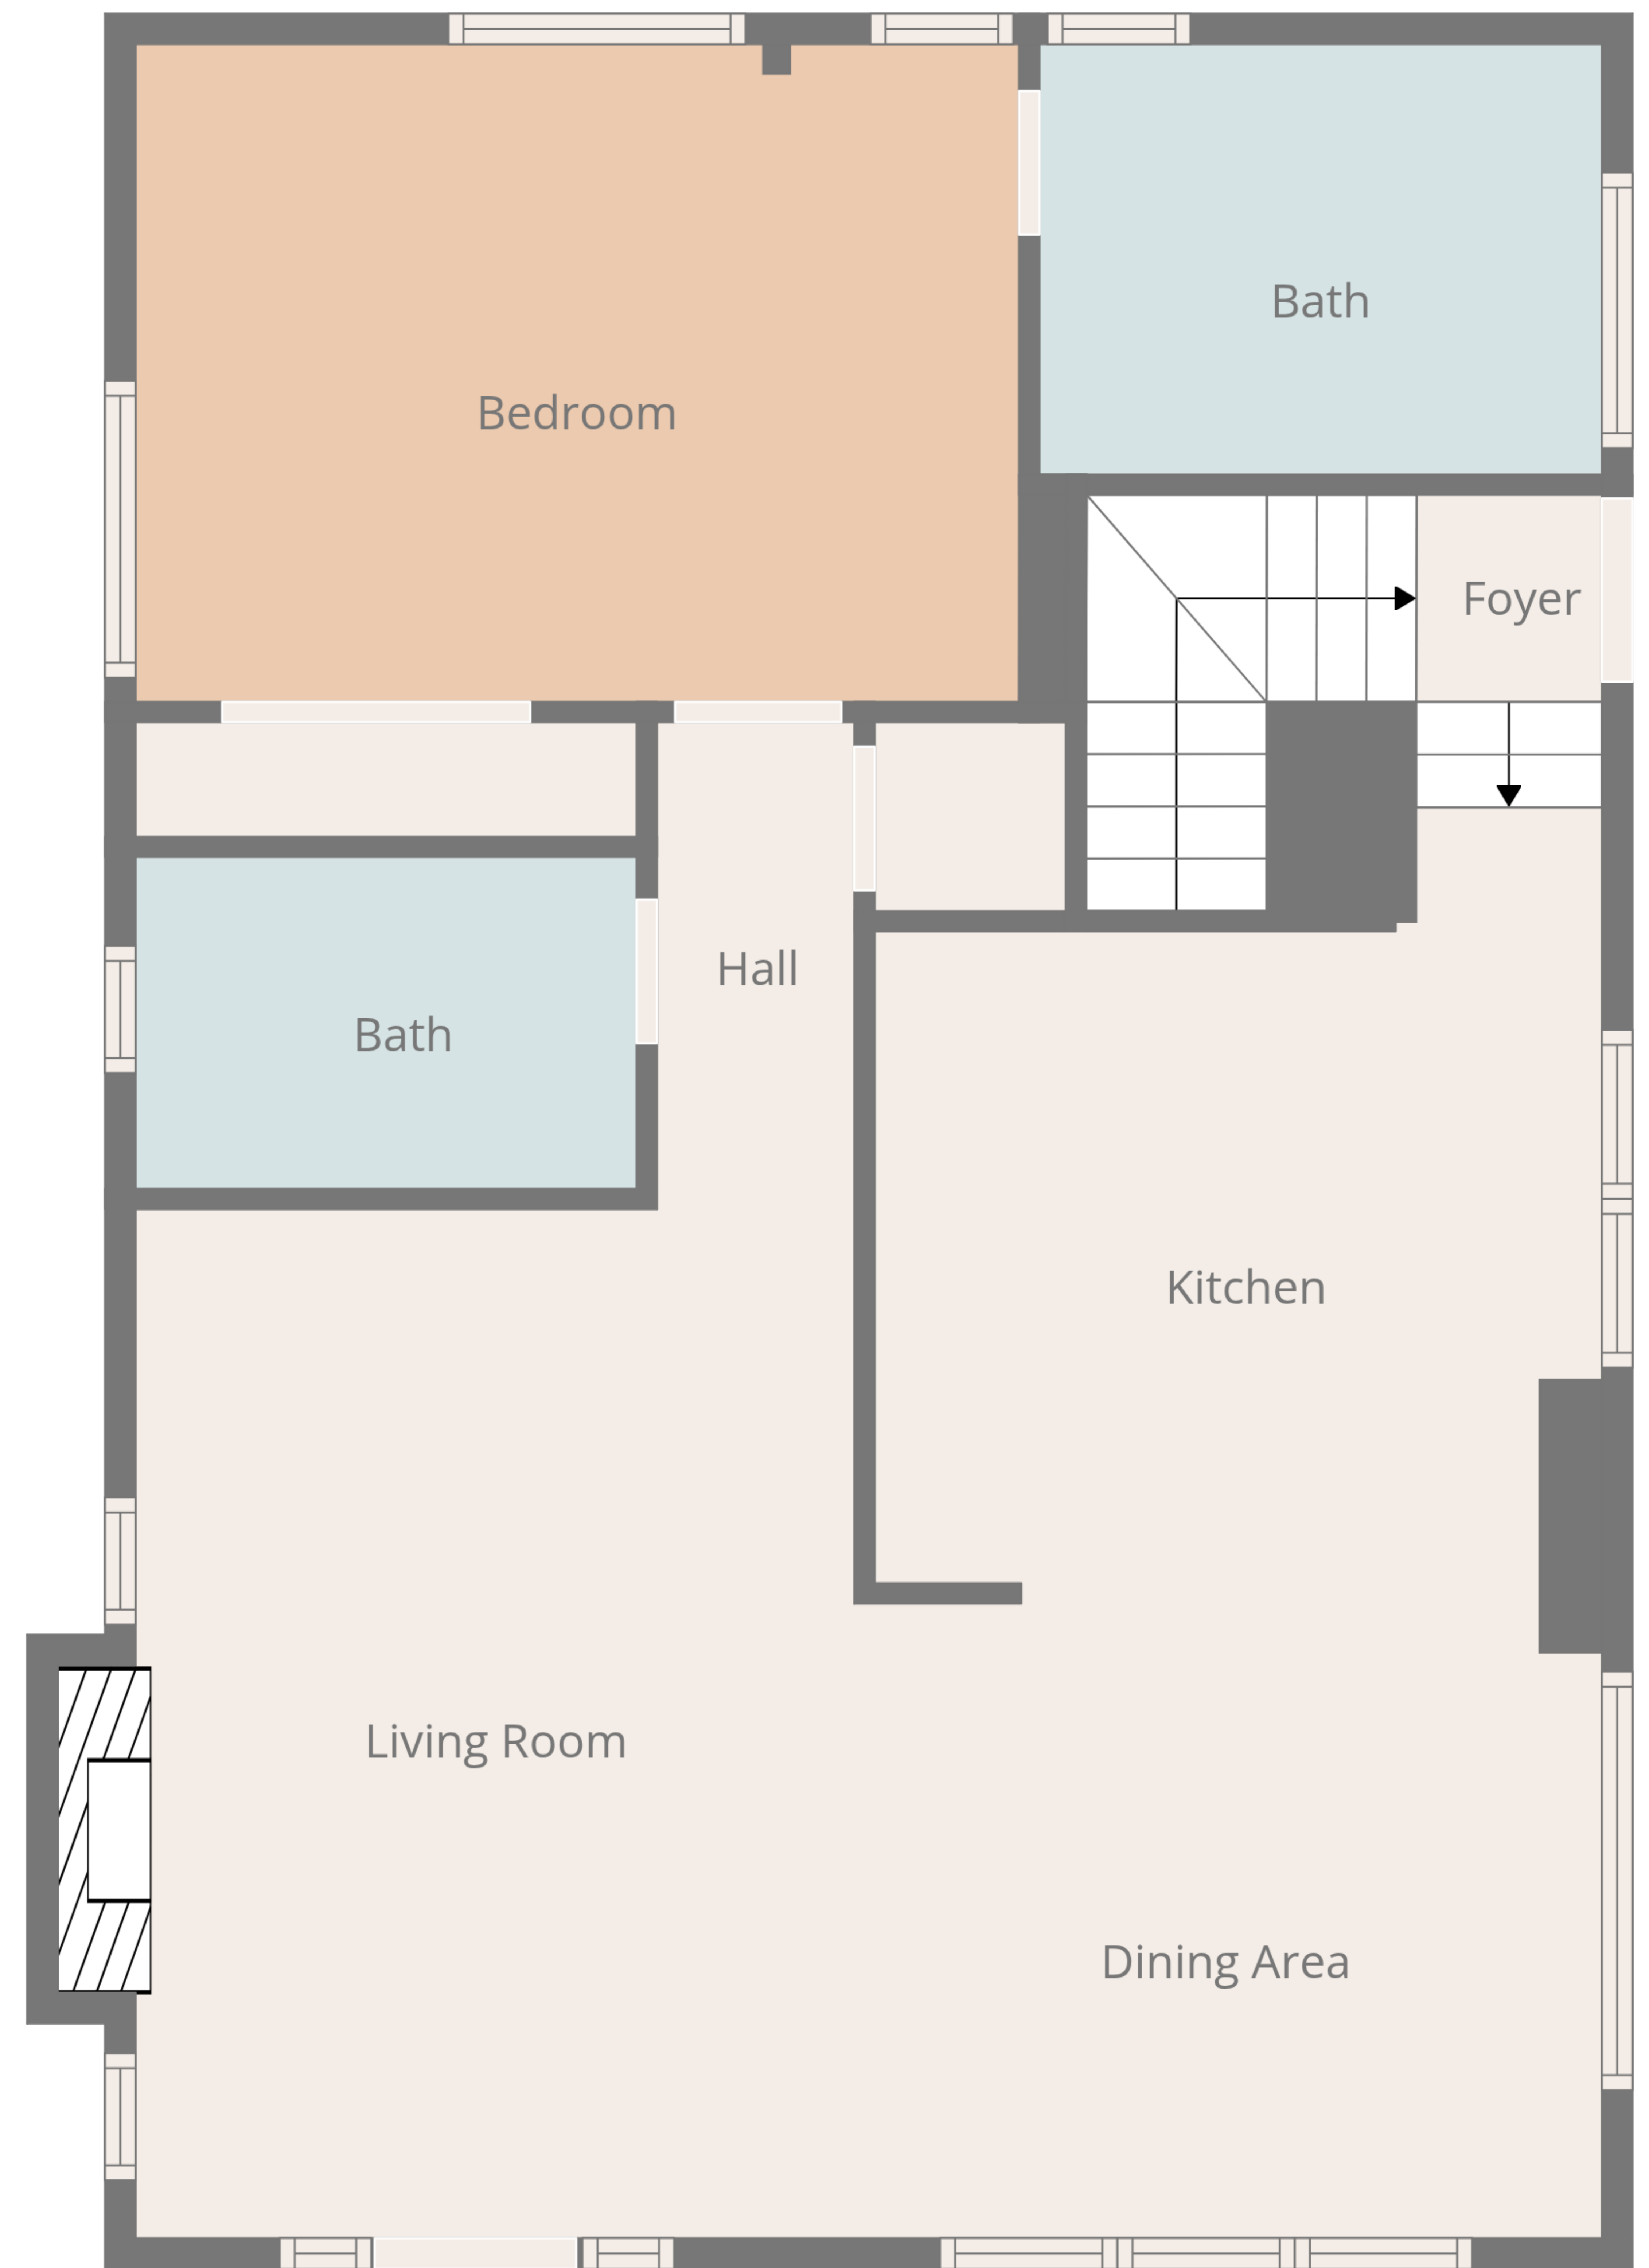 Bath
Bedroom
Foyer
Hall
Bath
Kitchen
Living Room
Dining Area